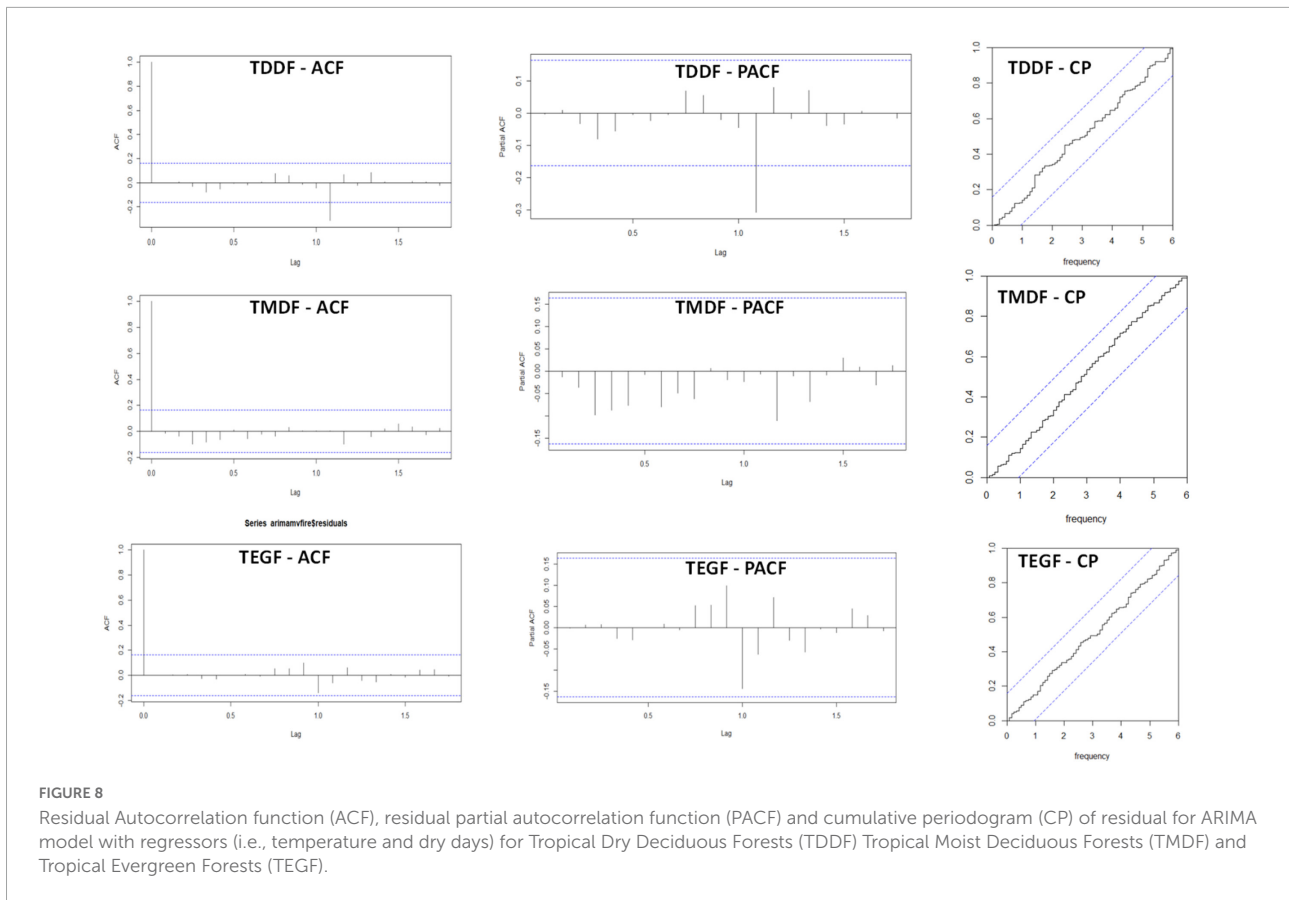 TDDF - ACF
ACF
1.0
0.8
0.6
0.4
0.2
0.0
-0.2
0.0 0.5 1.0 1.5
Lag
TDDF - PACF
Partial ACF
0.1
0.0
-0.1
-0.2
-0.3
0.5 1.0 1.5
Lag
TDDF - CP
1.0
0.8
0.6
0.4
0.2
0.0
0 1 2 3 4 5 6
frequency
TMDF - ACF
ACF
1.0
0.8
0.6
0.4
0.2
0.0
-0.2
0.0 0.5 1.0 1.5
Lag
TMDF - PACF
Partial ACF
0.15
0.10
0.05
0.00
-0.05
-0.15
0.5 1.0 1.5
Lag
TMDF - CP
1.0
0.8
0.6
0.4
0.2
0.0
0 1 2 3 4 5 6
frequency
Series arimamvfire$residuals
TEGF - ACF
ACF
1.0
0.8
0.6
0.4
0.2
0.0
-0.2
0.0 0.5 1.0 1.5
Lag
TEGF - PACF
Partial ACF
0.15
0.10
0.05
0.00
-0.05
-0.15
0.5 1.0 1.5
Lag
TEGF - CP
1.0
0.8
0.6
0.4
0.2
0.0
0 1 2 3 4 5 6
frequency
FIGURE 8
Residual Autocorrelation function (ACF), residual partial autocorrelation function (PACF) and cumulative periodogram (CP) of residual for ARIMA
model with regressors (i.e., temperature and dry days) for Tropical Dry Deciduous Forests (TDDF) Tropical Moist Deciduous Forests (TMDF) and
Tropical Evergreen Forests (TEGF).